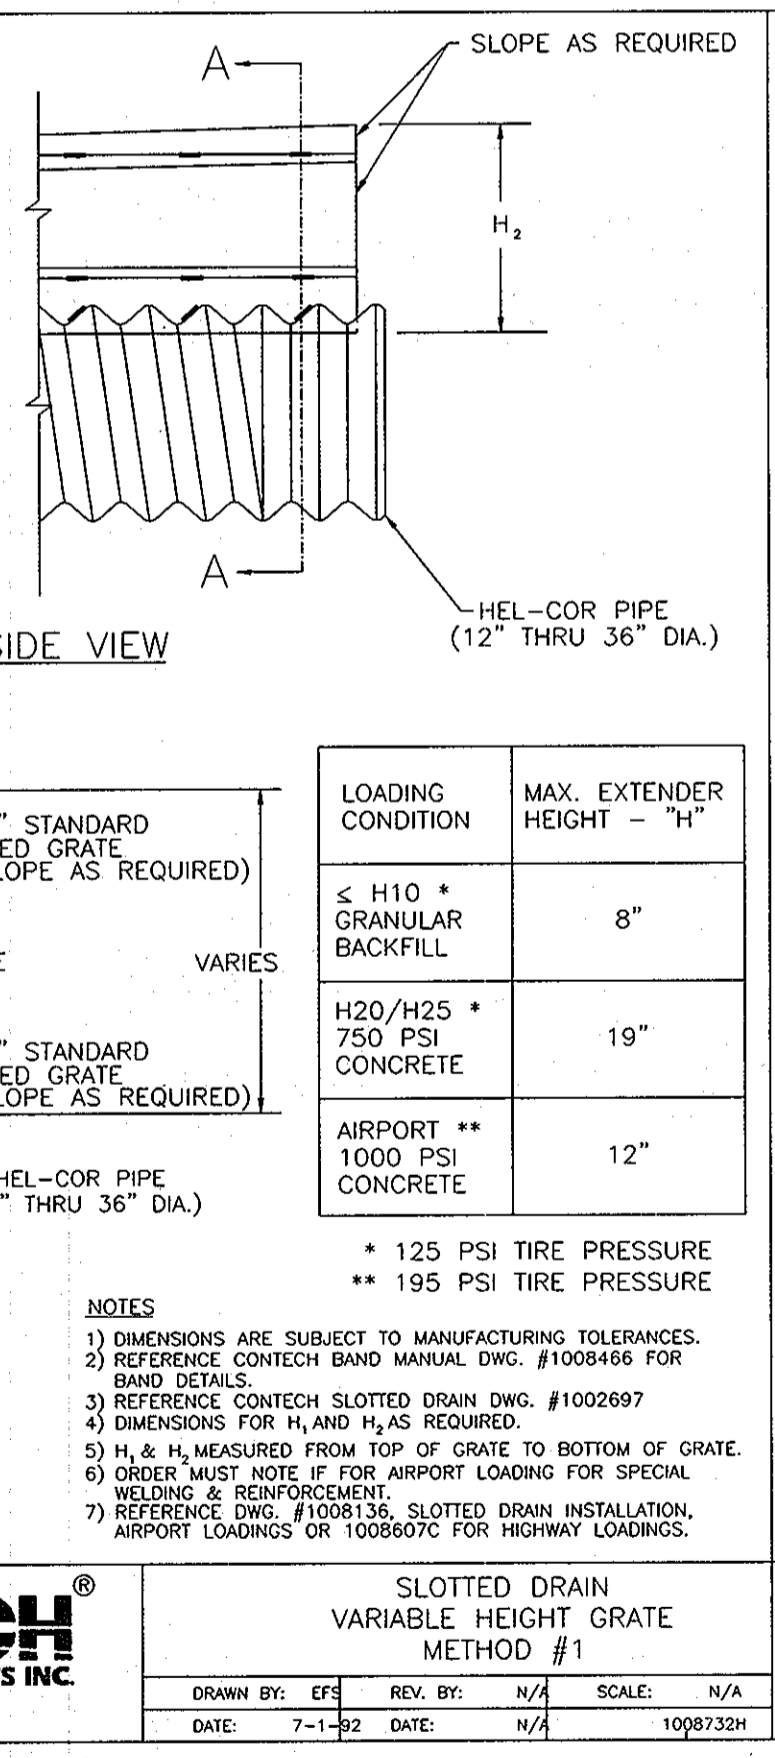 A
SLOPE AS REQUIRED
H₂
A
HEL-COR PIPE
(12" THRU 36" DIA.)
SIDE VIEW
" STANDARD
ED GRATE
LOPE AS REQUIRED)
E
VARIES
" STANDARD
ED GRATE
LOPE AS REQUIRED)
HEL-COR PIPE
" THRU 36" DIA.)
LOADING CONDITION
MAX. EXTENDER HEIGHT - "H"
≤ H10 *
GRANULAR
BACKFILL
8"
H20/H25 *
750 PSI
CONCRETE
19"
AIRPORT **
1000 PSI
CONCRETE
12"
* 125 PSI TIRE PRESSURE
** 195 PSI TIRE PRESSURE
NOTES
1) DIMENSIONS ARE SUBJECT TO MANUFACTURING TOLERANCES.
2) REFERENCE CONTECH BAND MANUAL DWG. #1008466 FOR
BAND DETAILS.
3) REFERENCE CONTECH SLOTTED DRAIN DWG. #1002697
4) DIMENSIONS FOR H₁ AND H₂ AS REQUIRED.
5) H₁ & H₂ MEASURED FROM TOP OF GRATE TO BOTTOM OF GRATE.
6) ORDER MUST NOTE IF FOR AIRPORT LOADING FOR SPECIAL
WELDING & REINFORCEMENT.
7) REFERENCE DWG. #1008136, SLOTTED DRAIN INSTALLATION,
AIRPORT LOADINGS OR 1008607C FOR HIGHWAY LOADINGS.
CH®
S INC.
SLOTTED DRAIN
VARIABLE HEIGHT GRATE
METHOD #1
DRAWN BY: EFS REV. BY: N/A SCALE: N/A
DATE: 7-1-92 DATE: N/A 1008732H